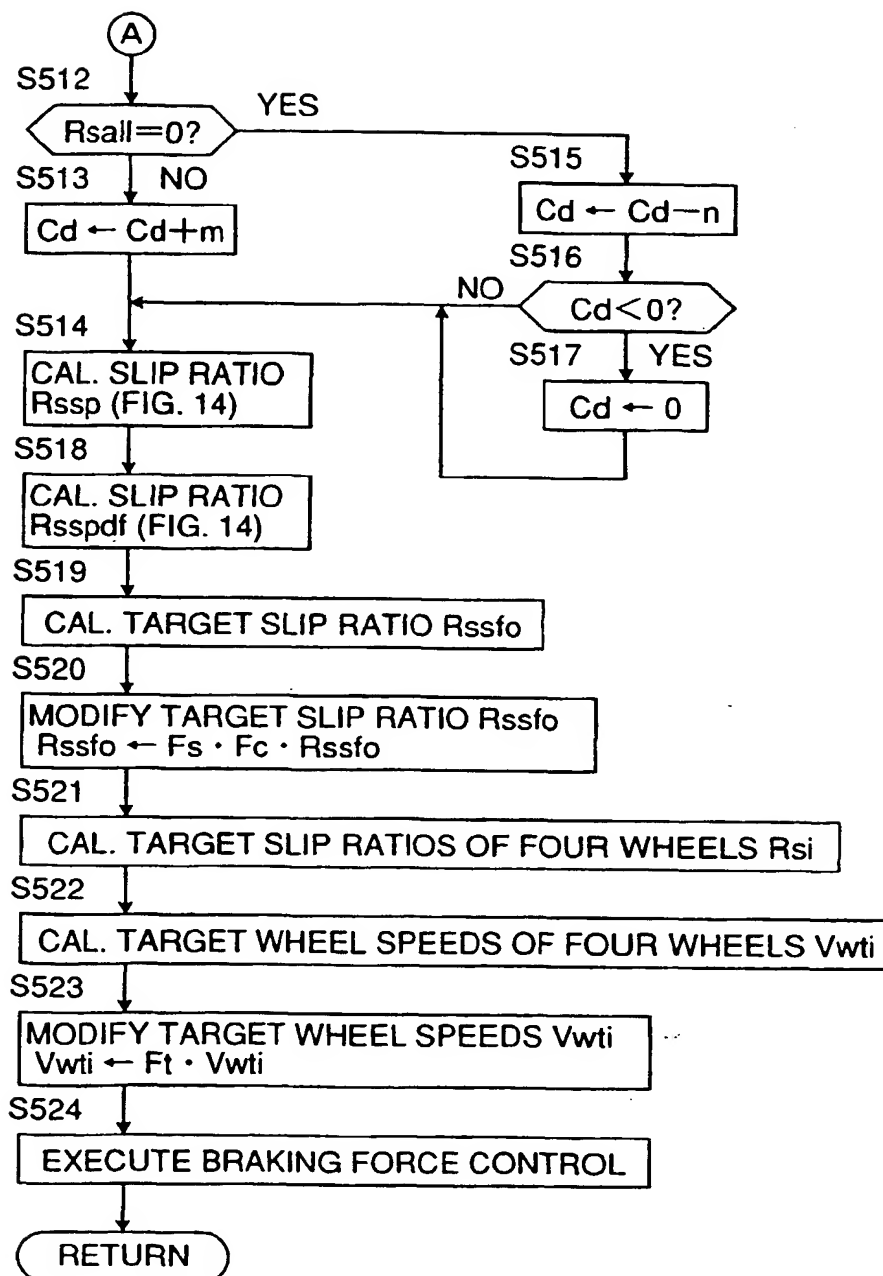 A
S512
YES
Rsall=0?
S513 NO
S515
Cd ← Cd+m
Cd ← Cd−n
S516
NO
Cd<0?
S514
S517 YES
CAL. SLIP RATIO
Rssp (FIG. 14)
Cd ← 0
S518
CAL. SLIP RATIO
Rsspdf (FIG. 14)
S519
CAL. TARGET SLIP RATIO Rssfo
S520
MODIFY TARGET SLIP RATIO Rssfo
Rssfo ← Fs · Fc · Rssfo
S521
CAL. TARGET SLIP RATIOS OF FOUR WHEELS Rsi
S522
CAL. TARGET WHEEL SPEEDS OF FOUR WHEELS Vwti
S523
MODIFY TARGET WHEEL SPEEDS Vwti
Vwti ← Ft · Vwti
S524
EXECUTE BRAKING FORCE CONTROL
RETURN